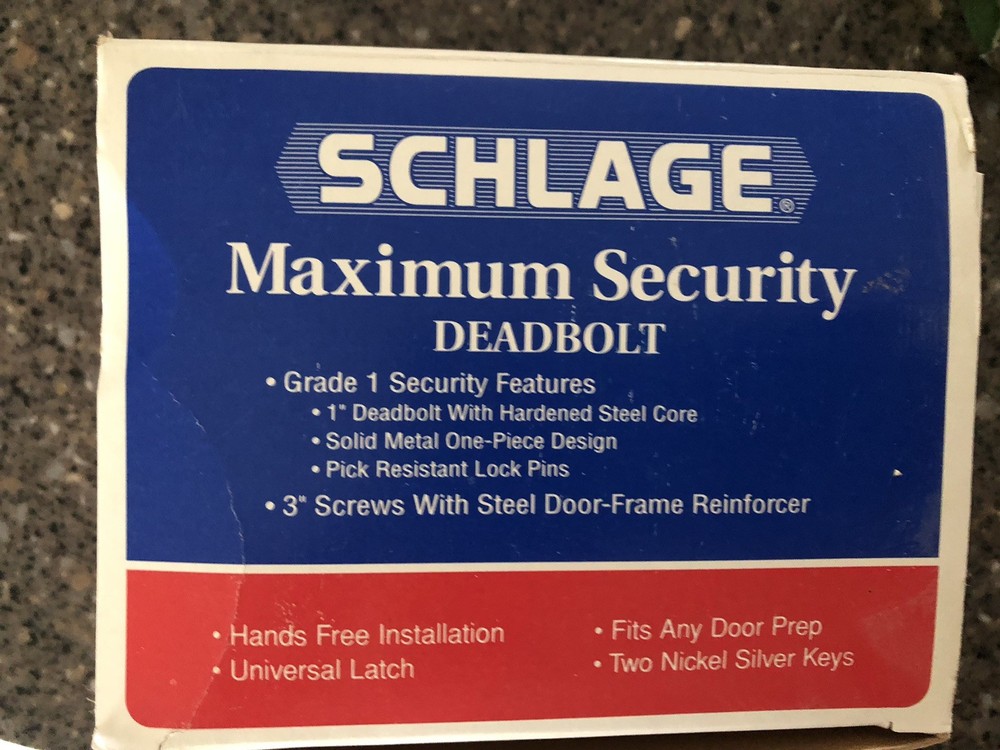 SCHLAGE®
Maximum Security
DEADBOLT
• Grade 1 Security Features
• 1" Deadbolt With Hardened Steel Core
• Solid Metal One-Piece Design
• Pick Resistant Lock Pins
• 3" Screws With Steel Door-Frame Reinforcer
• Hands Free Installation
• Universal Latch
• Fits Any Door Prep
• Two Nickel Silver Keys